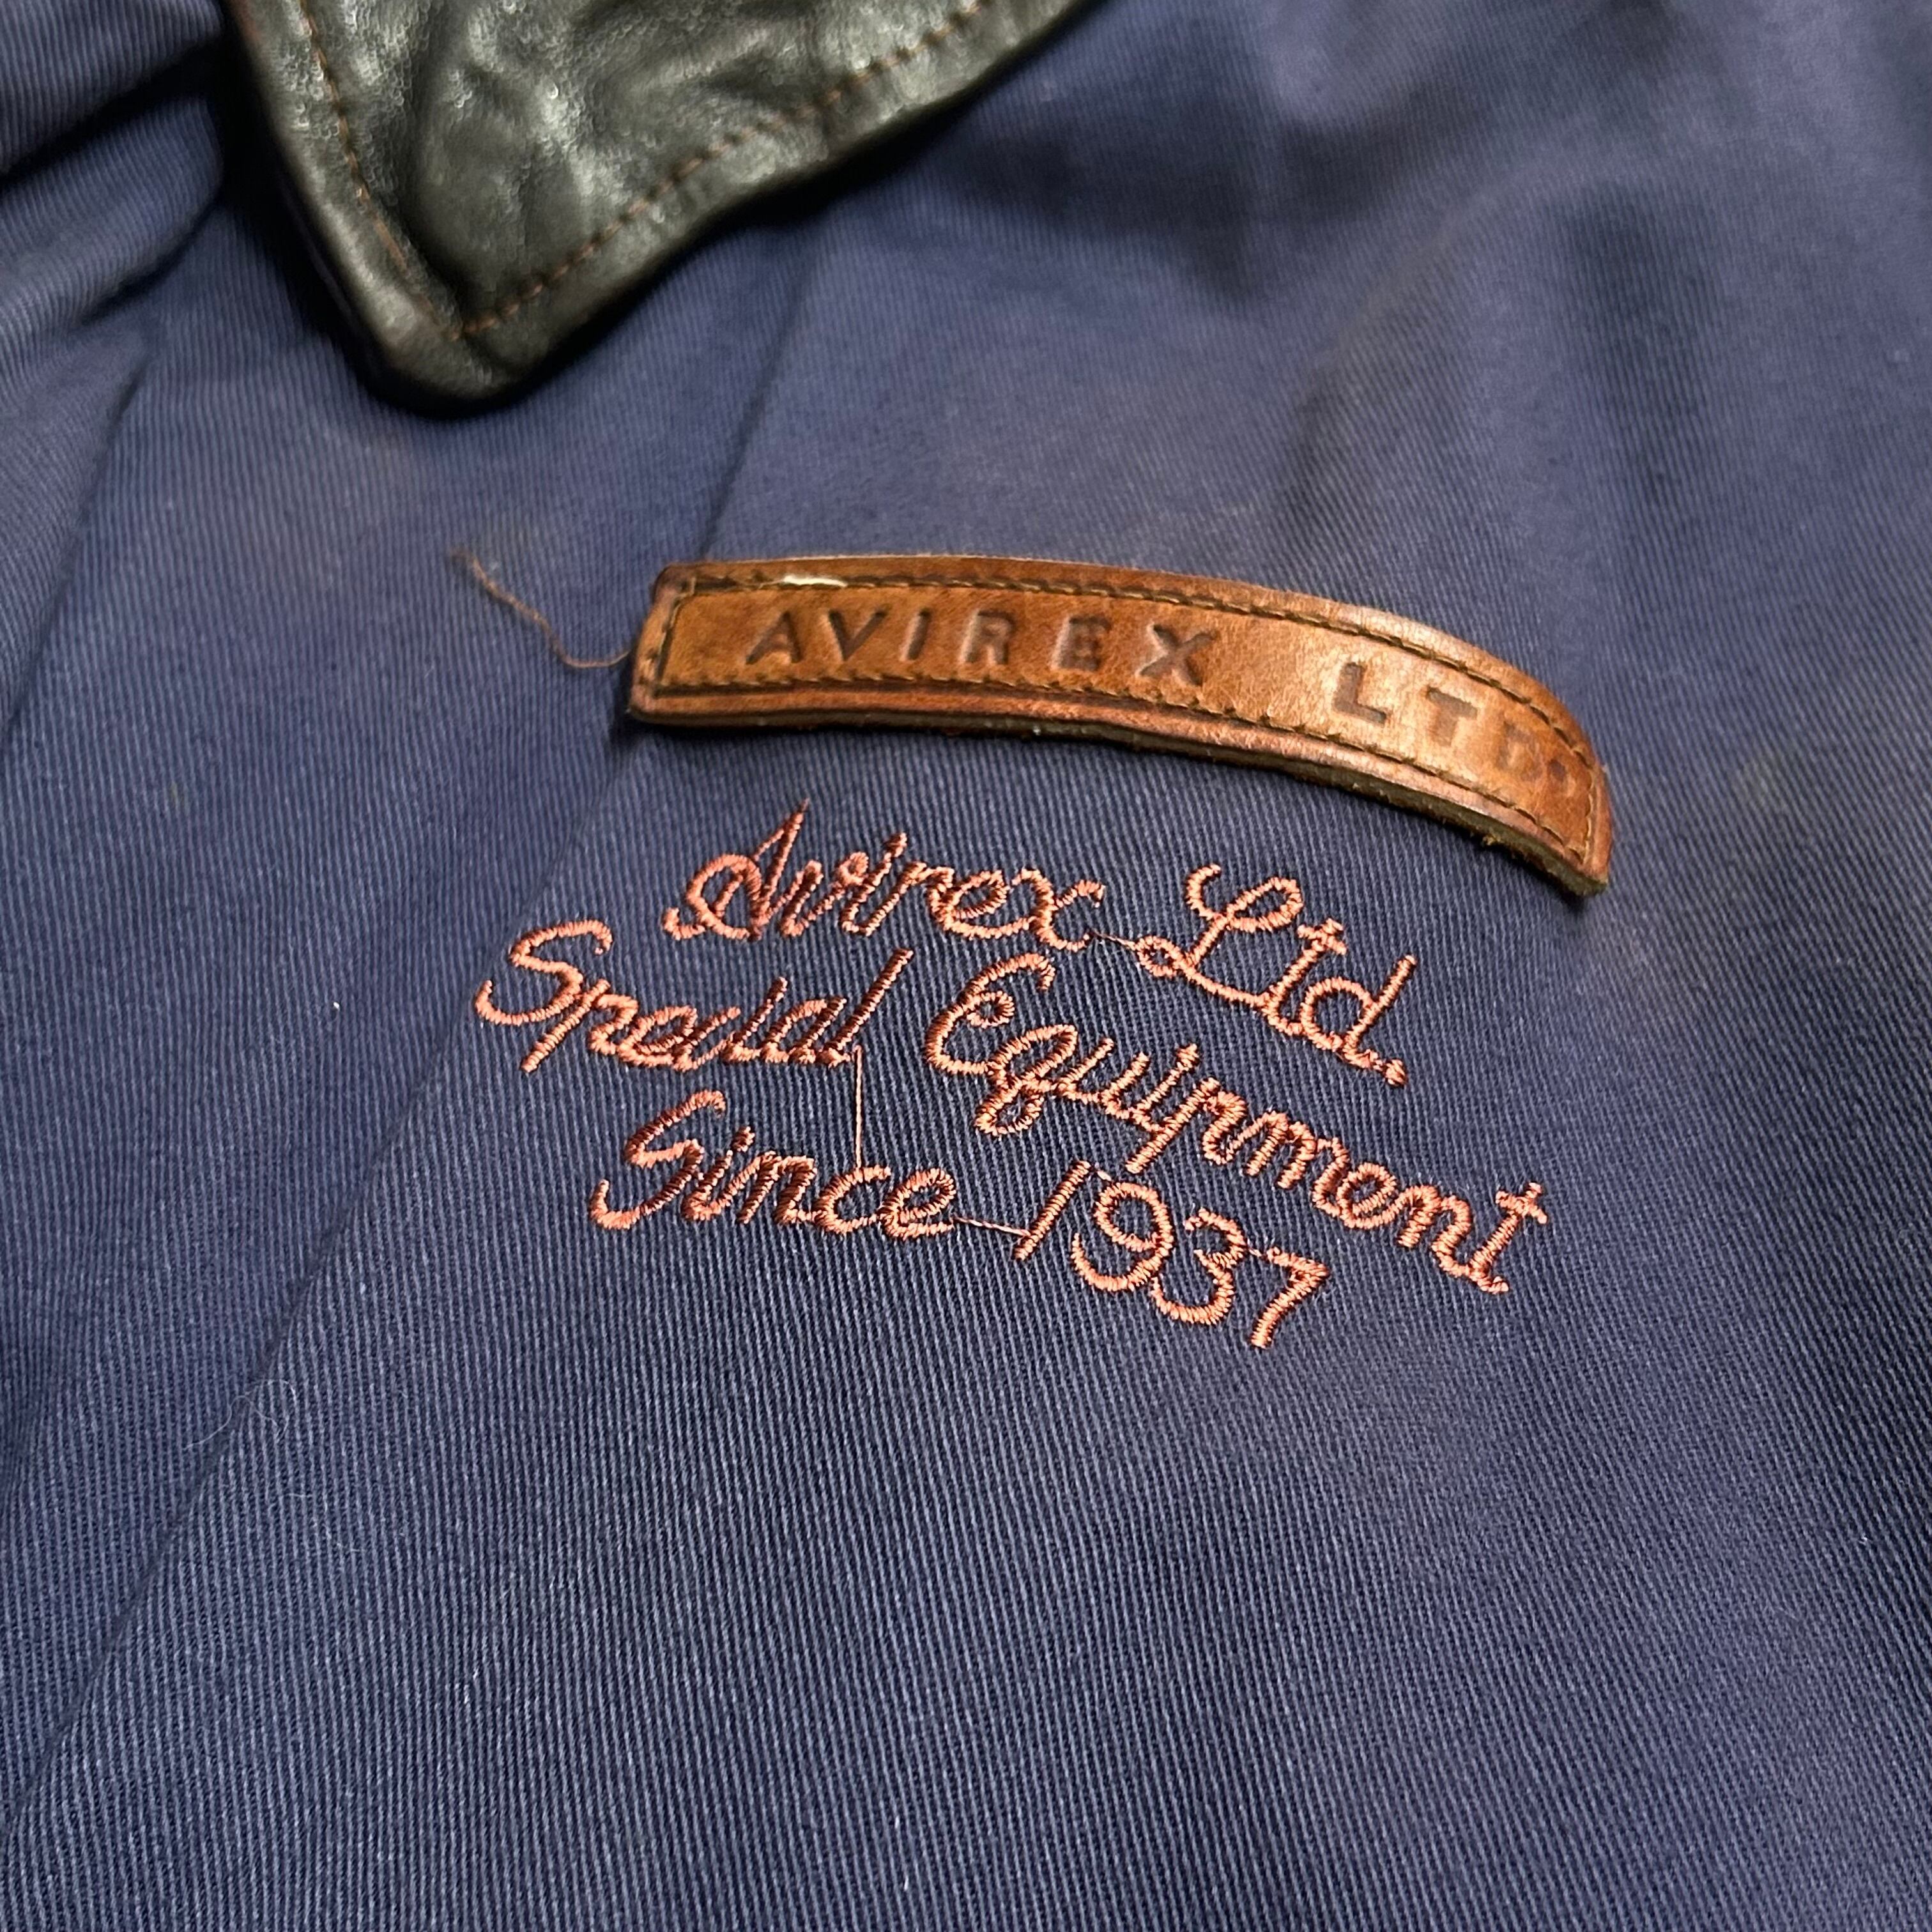 AVIREX LTD.
Avirex Ltd.
Special Equipment
Since 1937